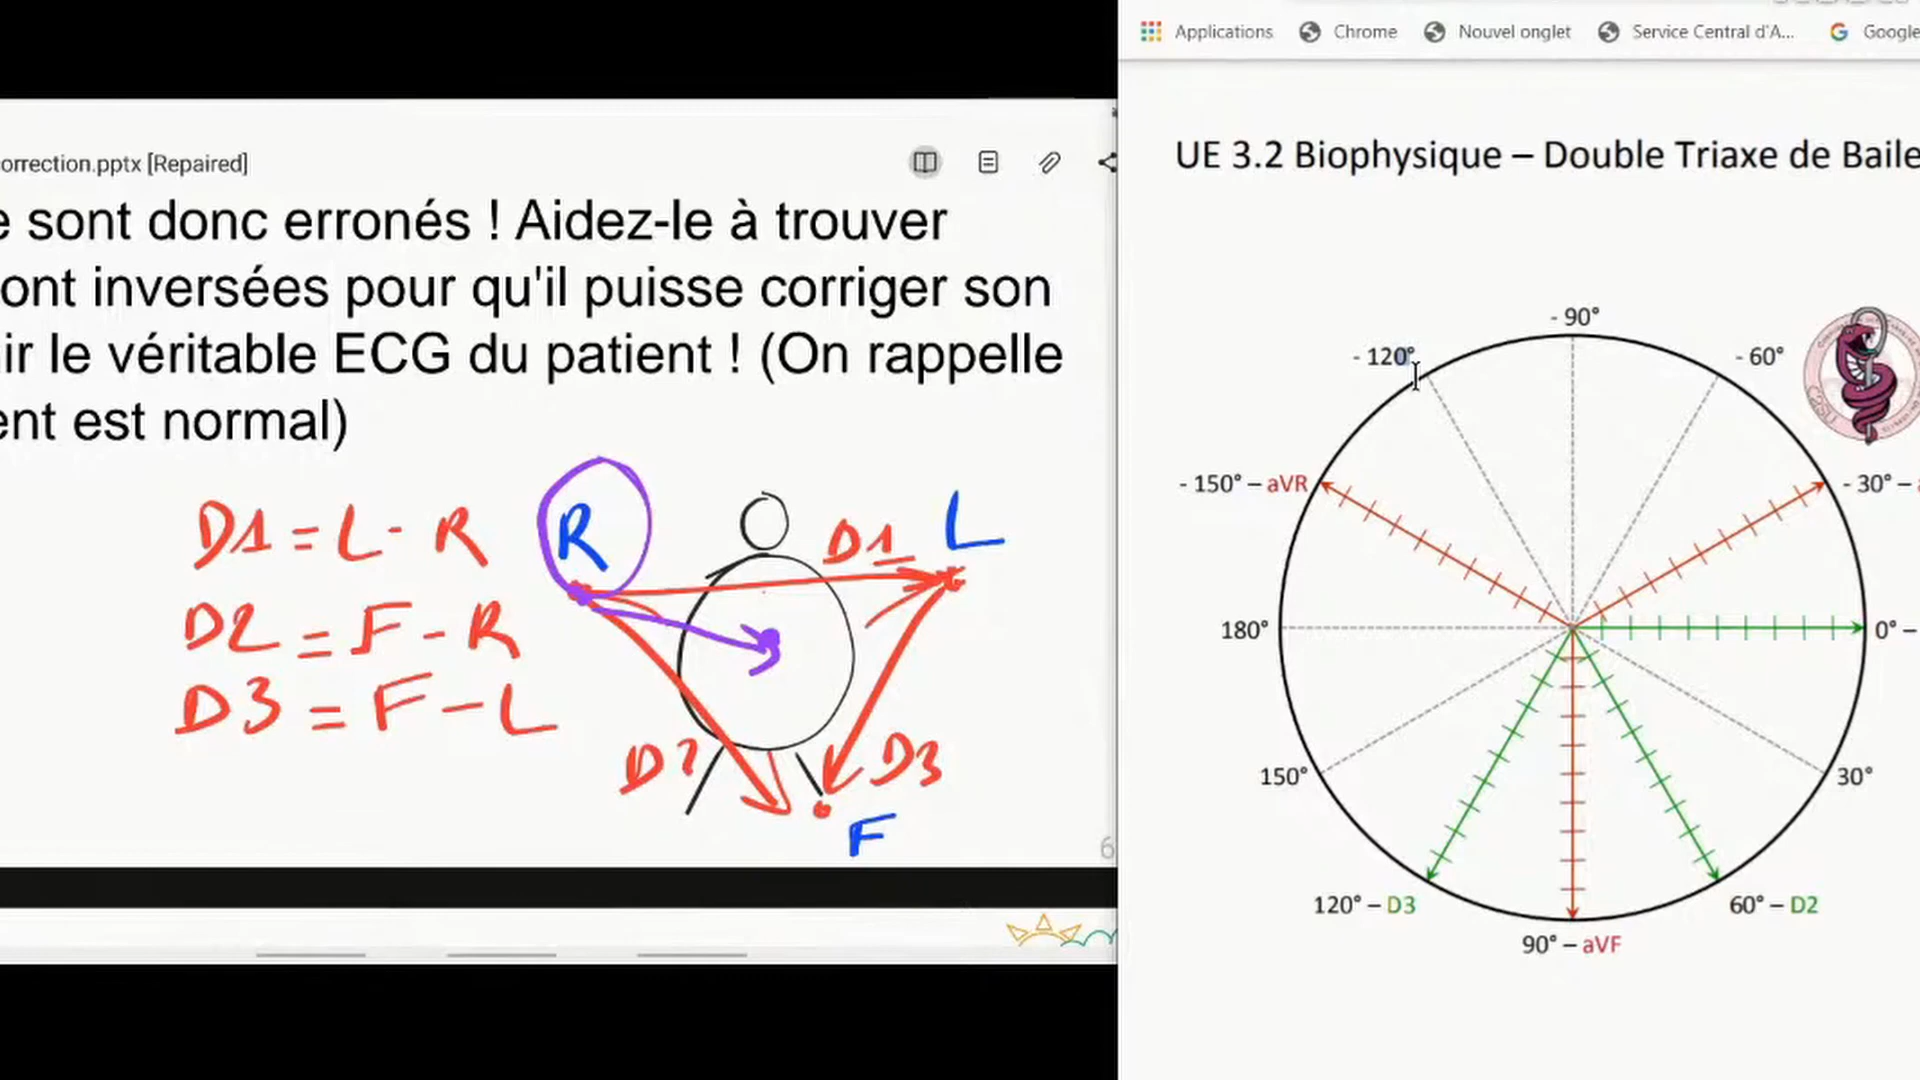 Applications Chrome Nouvel onglet Service Central d'A... Google
orrection.pptx [Repaired]
e sont donc erronés ! Aidez-le à trouver
ont inversées pour qu'il puisse corriger son
ir le véritable ECG du patient ! (On rappelle
ent est normal)
D1 = L - R
D2 = F - R
D3 = F - L
R
D1
L
D2
D3
F
6
UE 3.2 Biophysique – Double Triaxe de Baile
- 90°
- 120°
- 60°
- 150° – aVR
- 30° – a
180°
0° –
150°
30°
120° – D3
60° – D2
90° – aVF